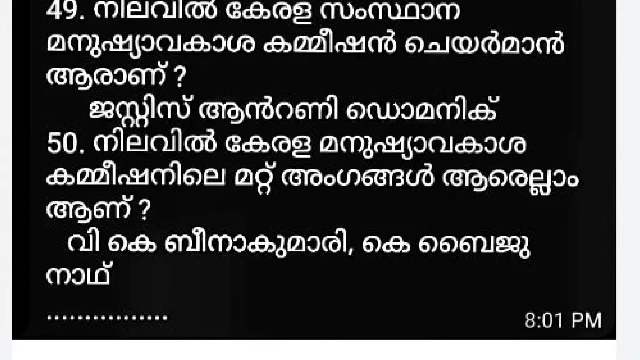 49. നിലവിൽ കേരള സംസ്ഥാന
മനുഷ്യാവകാശ കമ്മീഷൻ ചെയർമാൻ
ആരാണ് ?
ജസ്റ്റിസ് ആൻറണി ഡൊമനിക്
50. നിലവിൽ കേരള മനുഷ്യാവകാശ
കമ്മീഷനിലെ മറ്റ് അംഗങ്ങൾ ആരെല്ലാം
ആണ് ?
വി കെ ബീനാകുമാരി, കെ ബൈജു
നാഥ്
................
8:01 PM